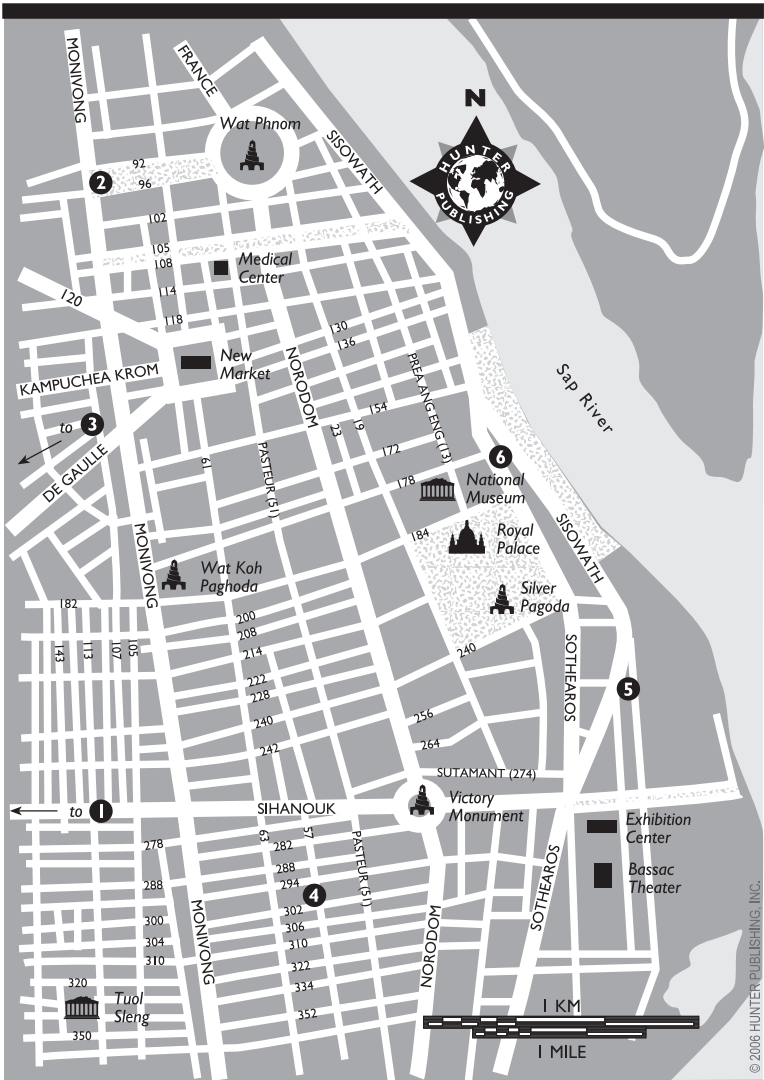 MONIVONG
FRANCE
Wat Phnom
SISOWATH
N
HUNTER
PUBLISHING
92
2
96
102
105
108
Medical
Center
114
120
118
130
136
New
Market
NORODOM
PREA ANG ENG (13)
Sap River
KAMPUCHEA KROM
154
19
23
to 3
172
6
DE GAULLE
61
PASTEUR (51)
178
National
Museum
184
Royal
Palace
SISOWATH
MONIVONG
Wat Koh
Paghoda
Silver
Pagoda
182
200
208
143
113
107
105
214
240
SOTHEAROS
222
5
228
240
256
242
264
SUTAMANT (274)
to 1
SIHANOUK
Victory
Monument
Exhibition
Center
278
63
57
282
PASTEUR (51)
288
Bassac
Theater
288
294
4
SOTHEAROS
302
300
306
304
310
310
MONIVONG
NORODOM
322
320
334
Tuol
Sleng
352
350
1 KM
1 MILE
© 2006 HUNTER PUBLISHING, INC.